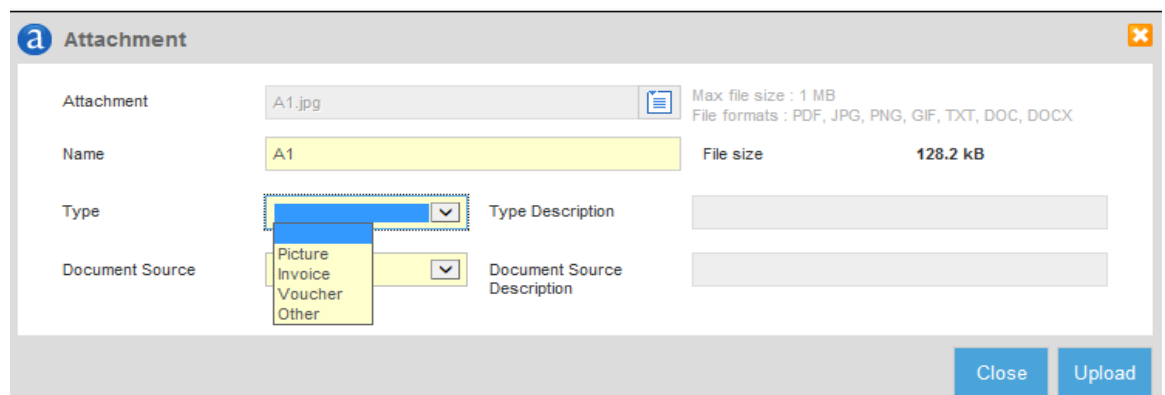 a Attachment
Attachment A1.jpg Max file size : 1 MB
File formats : PDF, JPG, PNG, GIF, TXT, DOC, DOCX
Name A1 File size 128.2 kB
Type Type Description
Picture
Document Source Invoice Document Source Description
Voucher
Other
Close Upload